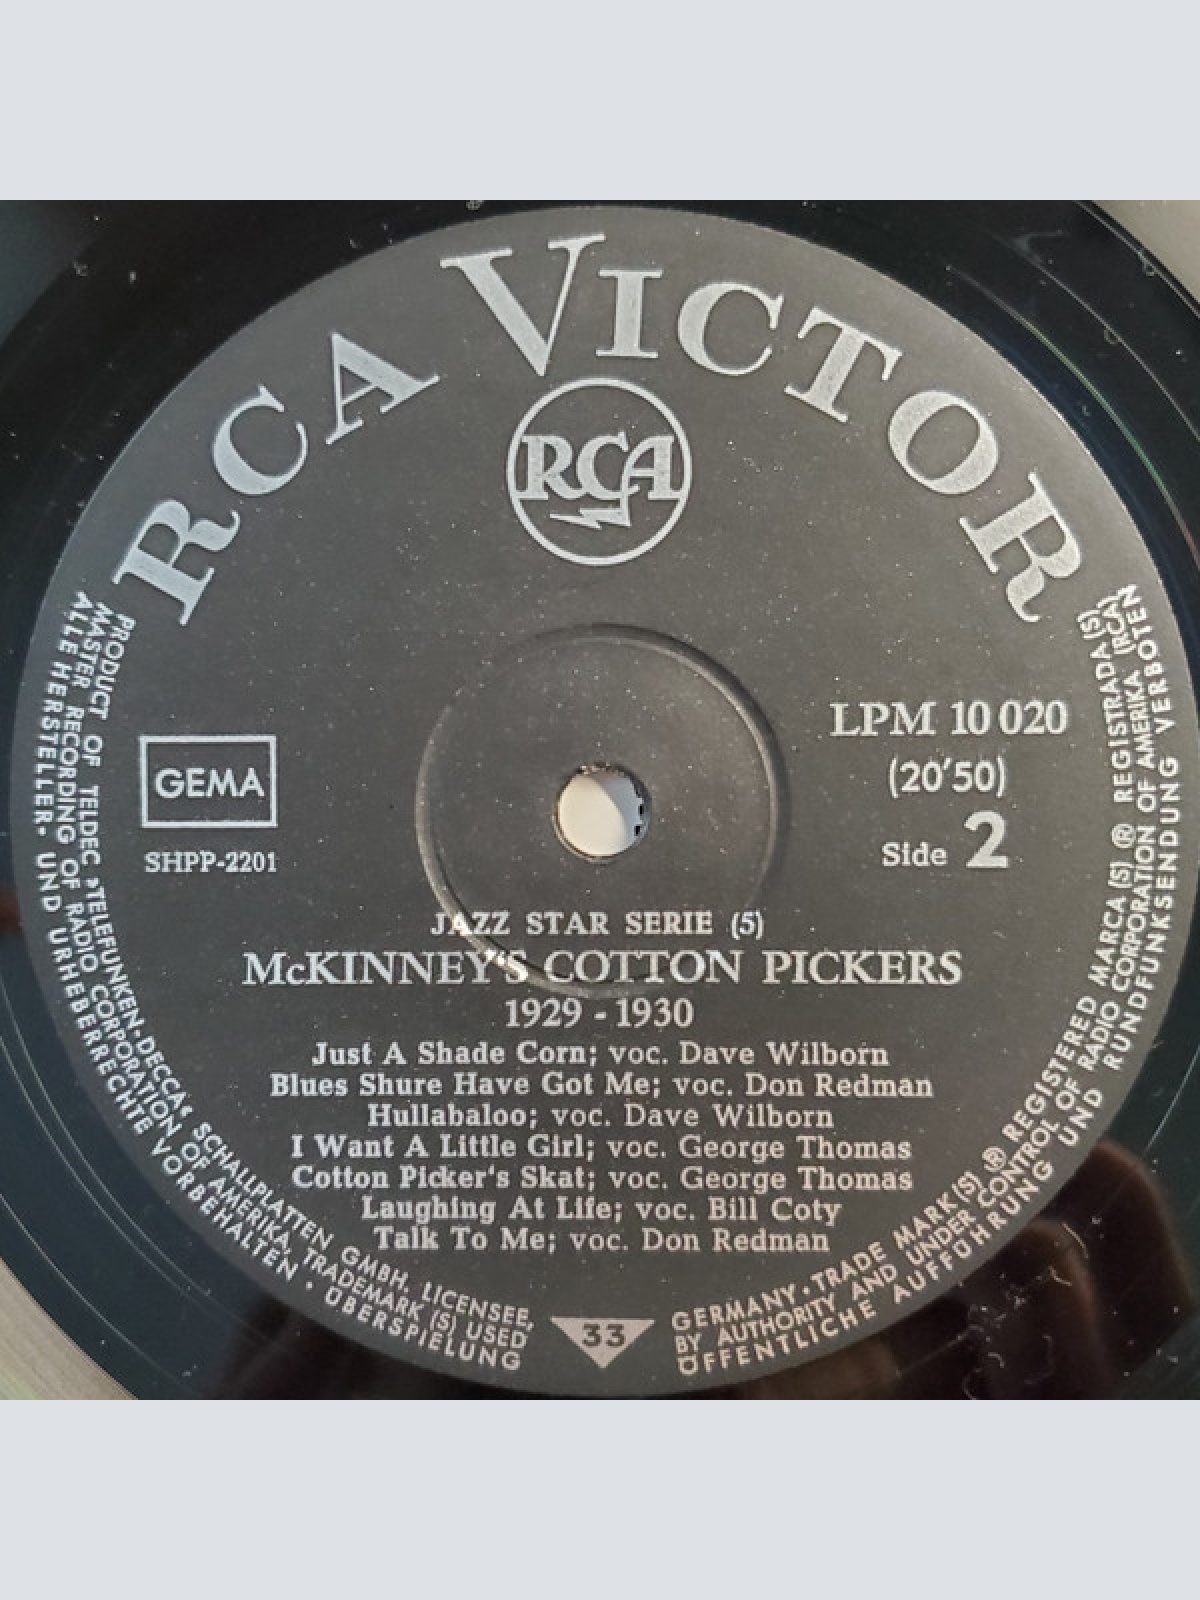 RCA VICTOR
RCA
LPM 10 020
(20'50)
Side 2
GEMA
SHPP-2201
JAZZ STAR SERIE (5)
McKINNEY'S COTTON PICKERS
1929 - 1930
Just A Shade Corn; voc. Dave Wilborn
Blues Shure Have Got Me; voc. Don Redman
Hullabaloo; voc. Dave Wilborn
I Want A Little Girl; voc. George Thomas
Cotton Picker's Skat; voc. George Thomas
Laughing At Life; voc. Bill Coty
Talk To Me; voc. Don Redman
33
PRODUCT OF TELDEC »TELEFUNKEN-DECCA« SCHALLPLATTEN GMBH, LICENSEE, GERMANY · TRADE MARK(S) ® REGISTERED MARCA(S) ® REGISTRADA(S)
MASTER RECORDING OF RADIO CORPORATION OF AMERIKA, TRADEMARK (S) USED BY AUTHORITY AND UNDER CONTROL OF RADIO CORPORATION OF AMERIKA (RCA)
ALLE HERSTELLER- UND URHEBERRECHTE VORBEHALTEN · ÜBERSPIELUNG ÖFFENTLICHE AUFFÜHRUNG UND RUNDFUNKSENDUNG VERBOTEN